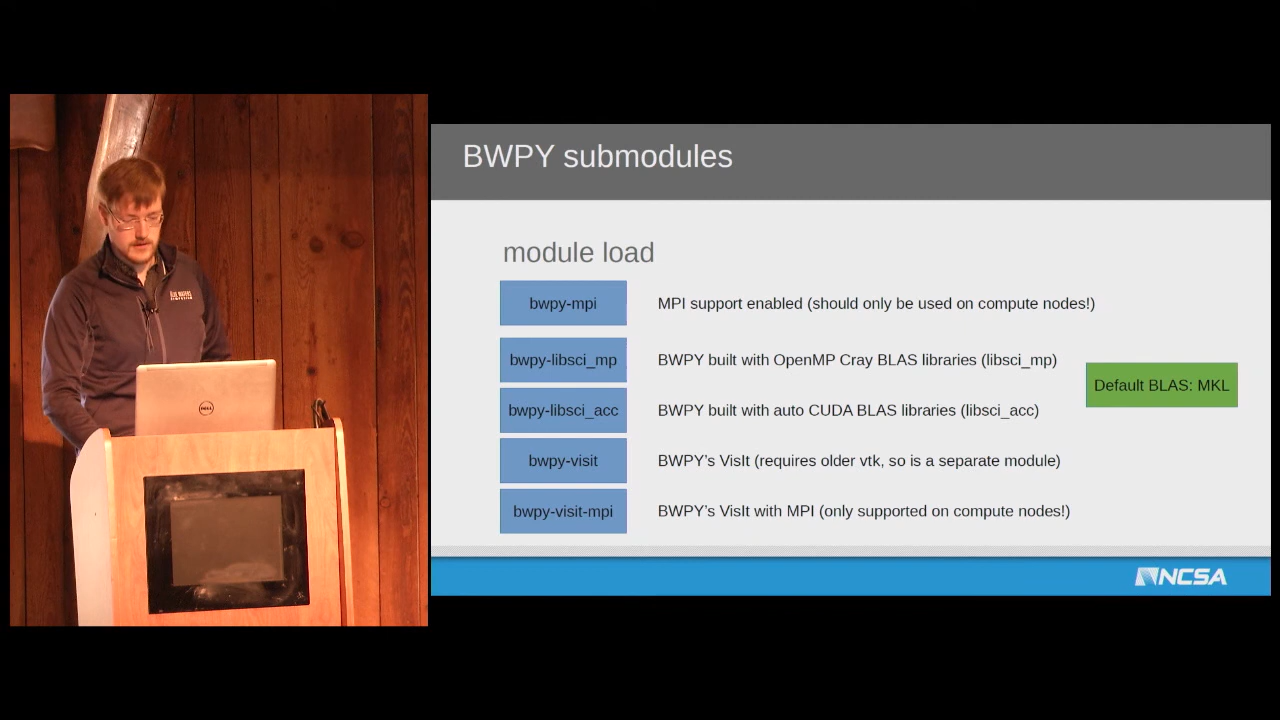 BWPY submodules
module load
bwpy-mpi MPI support enabled (should only be used on compute nodes!)
bwpy-libsci_mp BWPY built with OpenMP Cray BLAS libraries (libsci_mp)
Default BLAS: MKL
bwpy-libsci_acc BWPY built with auto CUDA BLAS libraries (libsci_acc)
bwpy-visit BWPY's VisIt (requires older vtk, so is a separate module)
bwpy-visit-mpi BWPY's VisIt with MPI (only supported on compute nodes!)
NCSA
BLUE WATERS
DELL